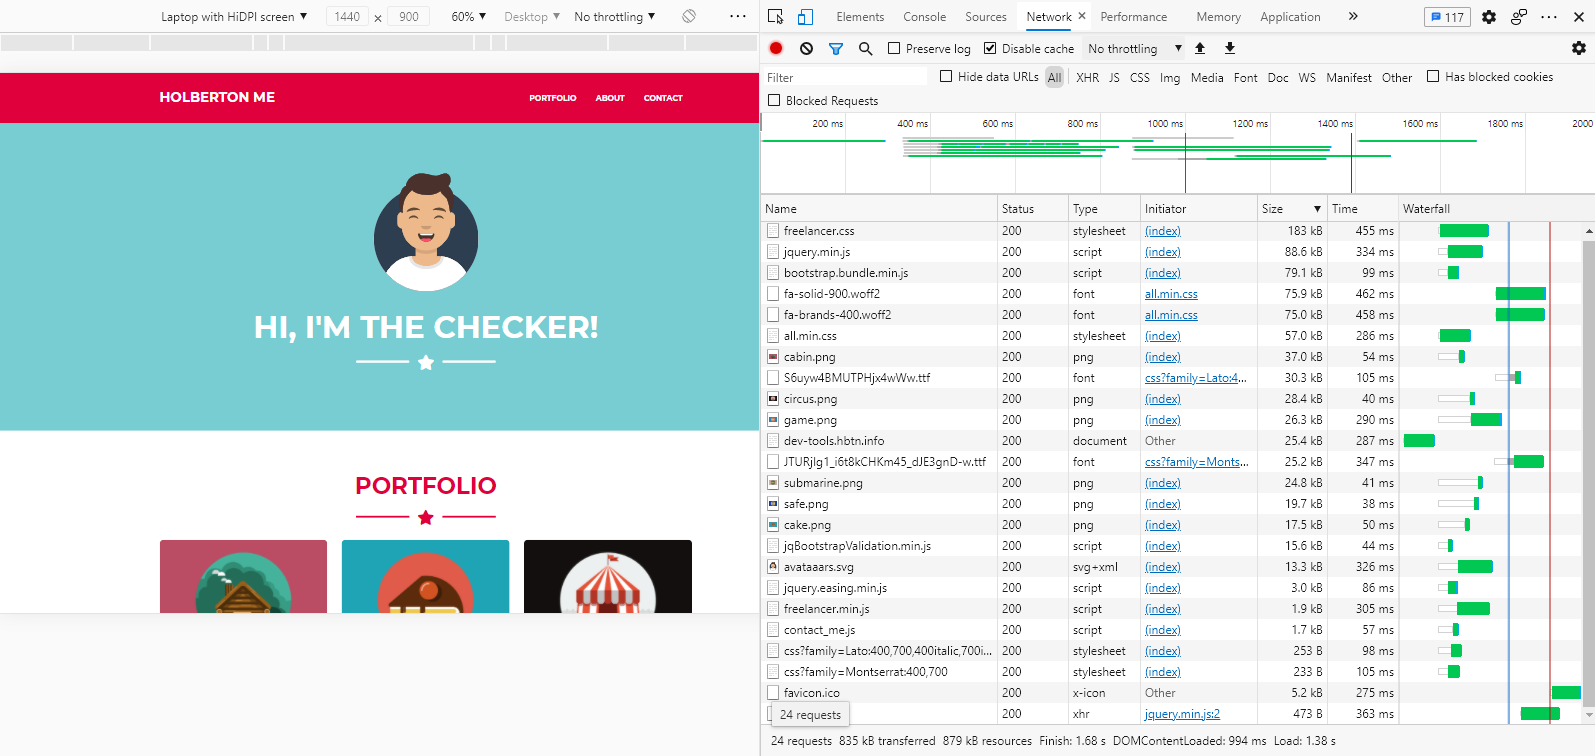 Laptop with HiDPI screen ▼ 1440 × 900 60% ▼ Desktop ▼ No throttling ▼
HOLBERTON ME
PORTFOLIO ABOUT CONTACT
HI, I'M THE CHECKER!
PORTFOLIO
Elements Console Sources Network × Performance Memory Application » 117
Preserve log Disable cache No throttling ▼
Filter Hide data URLs All XHR JS CSS Img Media Font Doc WS Manifest Other Has blocked cookies
Blocked Requests
200 ms 400 ms 600 ms 800 ms 1000 ms 1200 ms 1400 ms 1600 ms 1800 ms 2000
Name Status Type Initiator Size ▼ Time Waterfall
freelancer.css 200 stylesheet (index) 183 kB 455 ms
jquery.min.js 200 script (index) 88.6 kB 334 ms
bootstrap.bundle.min.js 200 script (index) 79.1 kB 99 ms
fa-solid-900.woff2 200 font all.min.css 75.9 kB 462 ms
fa-brands-400.woff2 200 font all.min.css 75.0 kB 458 ms
all.min.css 200 stylesheet (index) 57.0 kB 286 ms
cabin.png 200 png (index) 37.0 kB 54 ms
S6uyw4BMUTPHjx4wWw.ttf 200 font css?family=Lato:4... 30.3 kB 105 ms
circus.png 200 png (index) 28.4 kB 40 ms
game.png 200 png (index) 26.3 kB 290 ms
dev-tools.hbtn.info 200 document Other 25.4 kB 287 ms
JTURjIg1_i6t8kCHKm45_dJE3gnD-w.ttf 200 font css?family=Monts... 25.2 kB 347 ms
submarine.png 200 png (index) 24.8 kB 41 ms
safe.png 200 png (index) 19.7 kB 38 ms
cake.png 200 png (index) 17.5 kB 50 ms
jqBootstrapValidation.min.js 200 script (index) 15.6 kB 44 ms
avataaars.svg 200 svg+xml (index) 13.3 kB 326 ms
jquery.easing.min.js 200 script (index) 3.0 kB 86 ms
freelancer.min.js 200 script (index) 1.9 kB 305 ms
contact_me.js 200 script (index) 1.7 kB 57 ms
css?family=Lato:400,700,400italic,700i... 200 stylesheet (index) 253 B 98 ms
css?family=Montserrat:400,700 200 stylesheet (index) 233 B 105 ms
favicon.ico 200 x-icon Other 5.2 kB 275 ms
24 requests 200 xhr jquery.min.js:2 473 B 363 ms
24 requests 835 kB transferred 879 kB resources Finish: 1.68 s DOMContentLoaded: 994 ms Load: 1.38 s